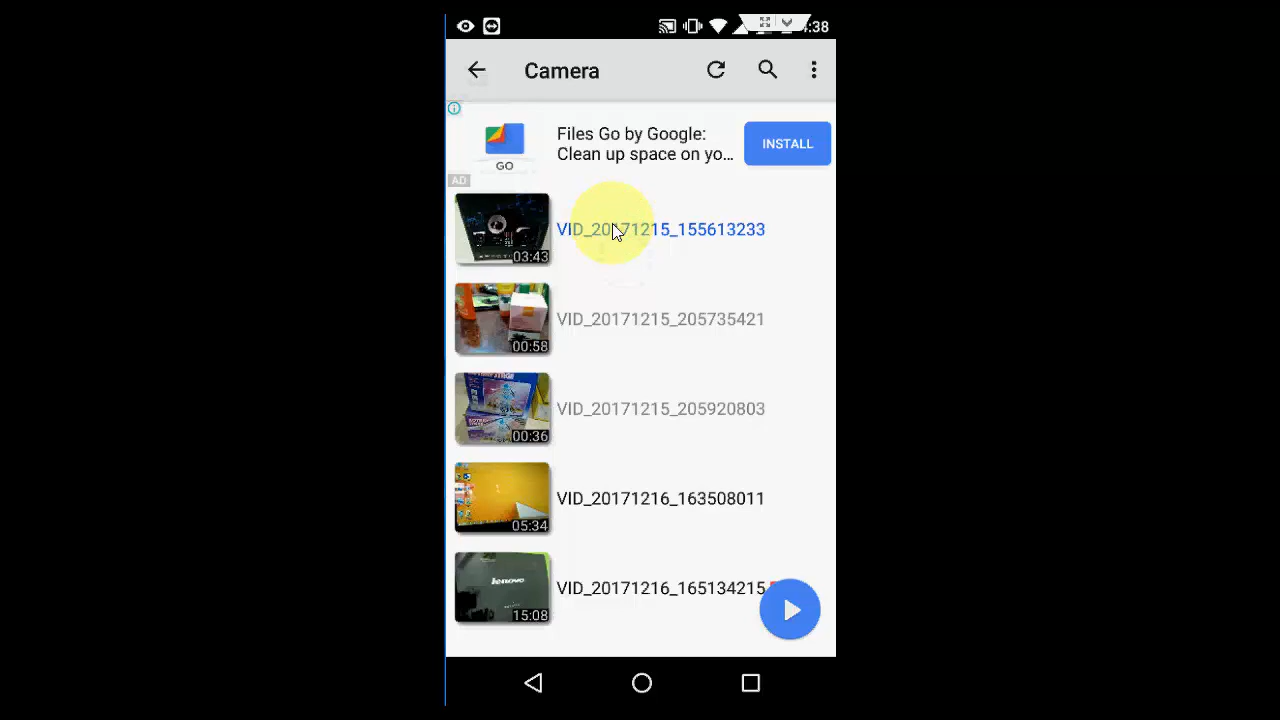 :38
Camera
Files Go by Google:
Clean up space on yo...
INSTALL
GO
AD
VID_20171215_155613233
03:43
VID_20171215_205735421
00:58
VID_20171215_205920803
00:36
VID_20171216_163508011
05:34
VID_20171216_165134215
lenovo
15:08